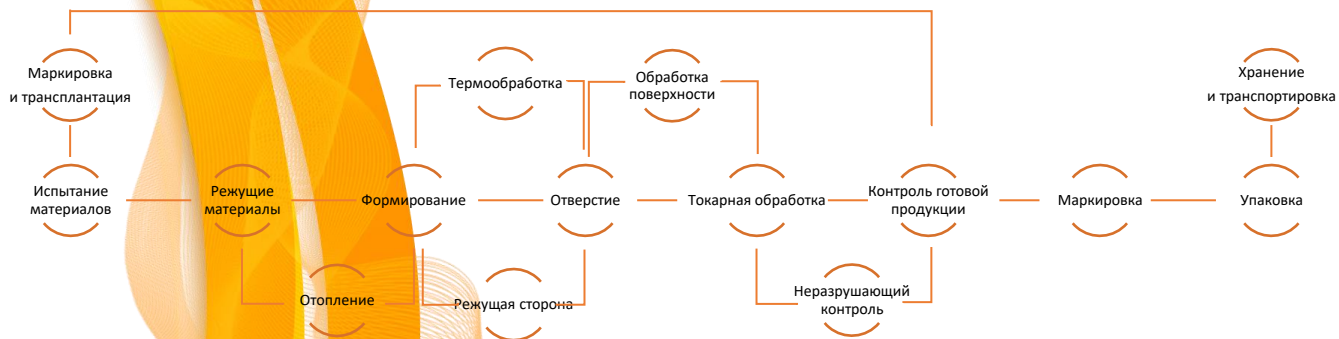 Маркировка
и трансплантация
Термообработка
Обработка
поверхности
Хранение
и транспортировка
Испытание
материалов
Режущие
материалы
Формирование
Отверстие
Токарная обработка
Контроль готовой
продукции
Маркировка
Упаковка
Отопление
Режущая сторона
Неразрушающий
контроль